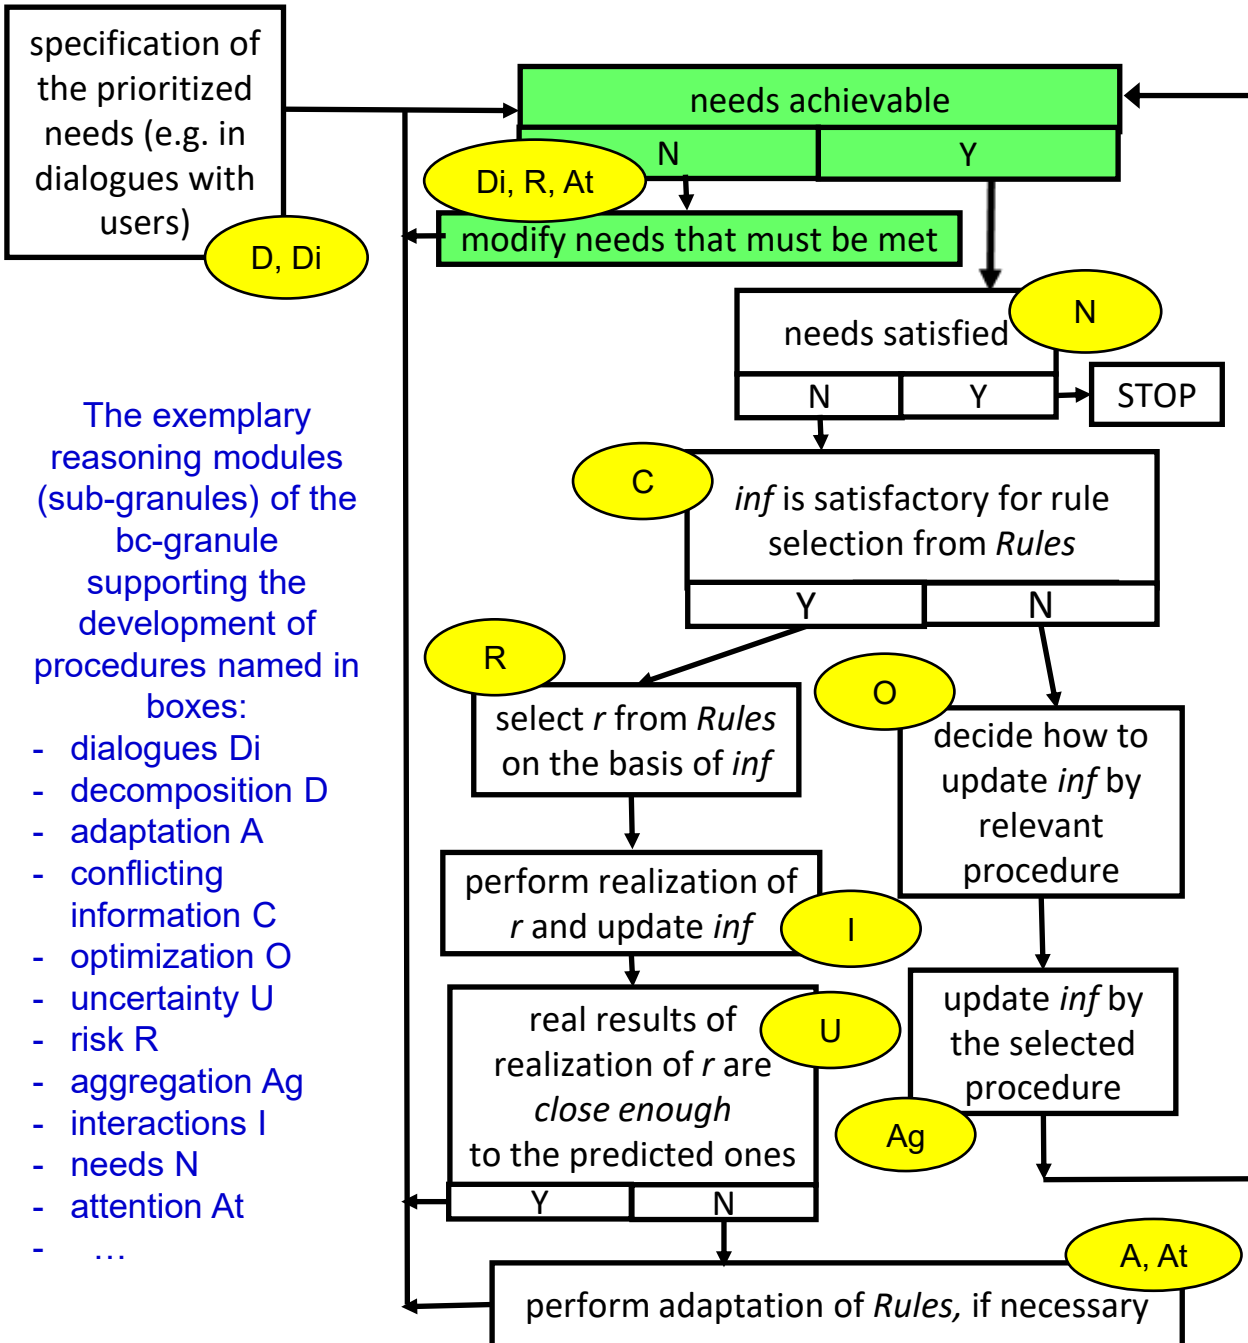 specification of
the prioritized
needs (e.g. in
dialogues with
users)
D, Di
needs achievable
N
Y
Di, R, At
modify needs that must be met
needs satisfied
N
N
Y
STOP
C
inf is satisfactory for rule
selection from Rules
Y
N
R
select r from Rules
on the basis of inf
O
decide how to
update inf by
relevant
procedure
perform realization of
r and update inf
I
real results of
realization of r are
close enough
to the predicted ones
U
Y
N
update inf by
the selected
procedure
Ag
A, At
perform adaptation of Rules, if necessary
The exemplary
reasoning modules
(sub-granules) of the
bc-granule
supporting the
development of
procedures named in
boxes:
- dialogues Di
- decomposition D
- adaptation A
- conflicting
information C
- optimization O
- uncertainty U
- risk R
- aggregation Ag
- interactions I
- needs N
- attention At
- …